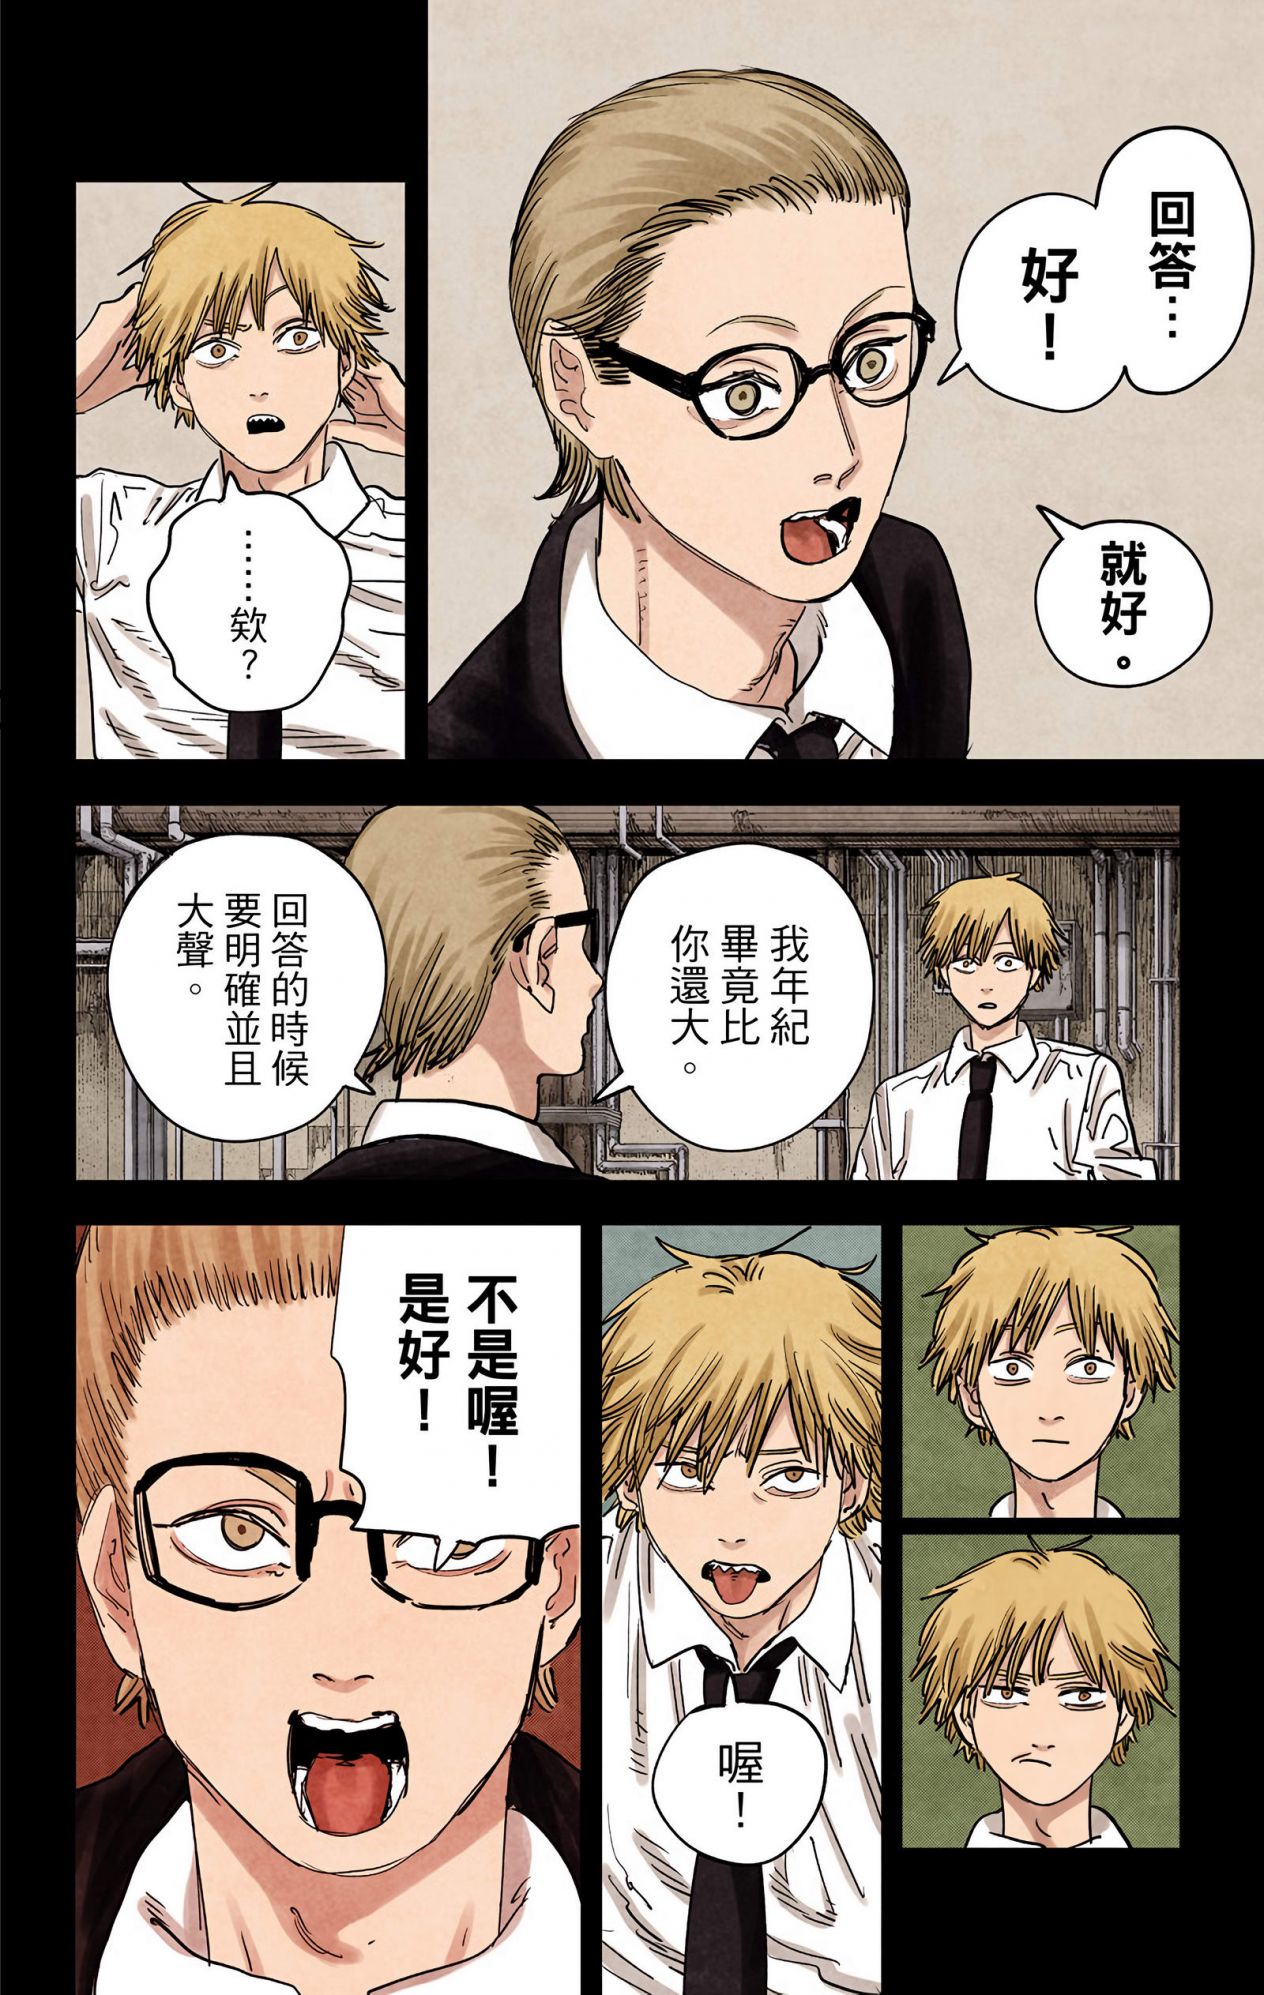 回答⋯
好！
就好。
⋯⋯欸？
我年紀
畢竟比
你還大。
回答的時候
要明確並且
大聲。
喔！
不是喔！
是好！